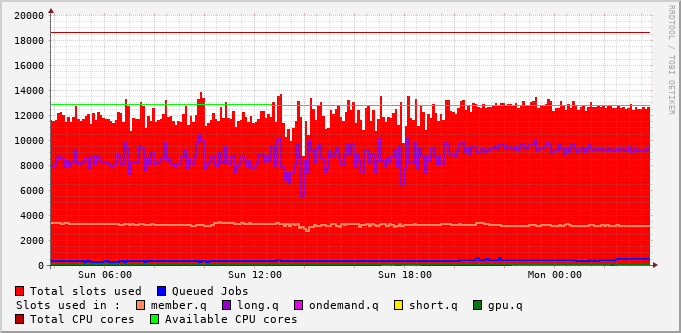 20000
18000
16000
14000
12000
10000
8000
6000
4000
2000
0
Sun 06:00 Sun 12:00 Sun 18:00 Mon 00:00
RRDTOOL / TOBI OETIKER
Total slots used Queued Jobs
Slots used in : member.q long.q ondemand.q short.q gpu.q
Total CPU cores Available CPU cores